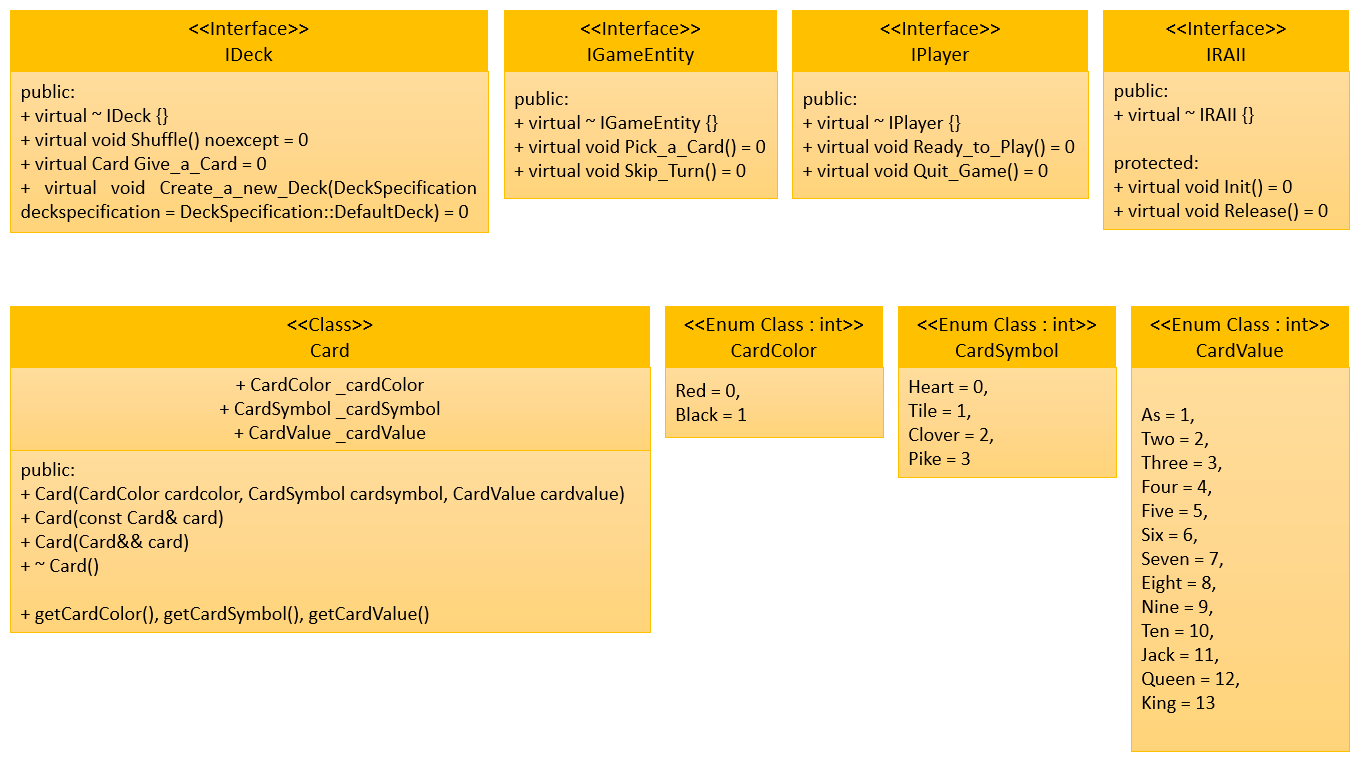 <<Interface>>
IDeck
public:
+ virtual ~ IDeck {}
+ virtual void Shuffle() noexcept = 0
+ virtual Card Give_a_Card = 0
+ virtual void Create_a_new_Deck(DeckSpecification
deckspecification = DeckSpecification::DefaultDeck) = 0
<<Interface>>
IGameEntity
public:
+ virtual ~ IGameEntity {}
+ virtual void Pick_a_Card() = 0
+ virtual void Skip_Turn() = 0
<<Interface>>
IPlayer
public:
+ virtual ~ IPlayer {}
+ virtual void Ready_to_Play() = 0
+ virtual void Quit_Game() = 0
<<Interface>>
IRAII
public:
+ virtual ~ IRAII {}
protected:
+ virtual void Init() = 0
+ virtual void Release() = 0
<<Class>>
Card
+ CardColor _cardColor
+ CardSymbol _cardSymbol
+ CardValue _cardValue
public:
+ Card(CardColor cardcolor, CardSymbol cardsymbol, CardValue cardvalue)
+ Card(const Card& card)
+ Card(Card&& card)
+ ~ Card()
+ getCardColor(), getCardSymbol(), getCardValue()
<<Enum Class : int>>
CardColor
Red = 0,
Black = 1
<<Enum Class : int>>
CardSymbol
Heart = 0,
Tile = 1,
Clover = 2,
Pike = 3
<<Enum Class : int>>
CardValue
As = 1,
Two = 2,
Three = 3,
Four = 4,
Five = 5,
Six = 6,
Seven = 7,
Eight = 8,
Nine = 9,
Ten = 10,
Jack = 11,
Queen = 12,
King = 13